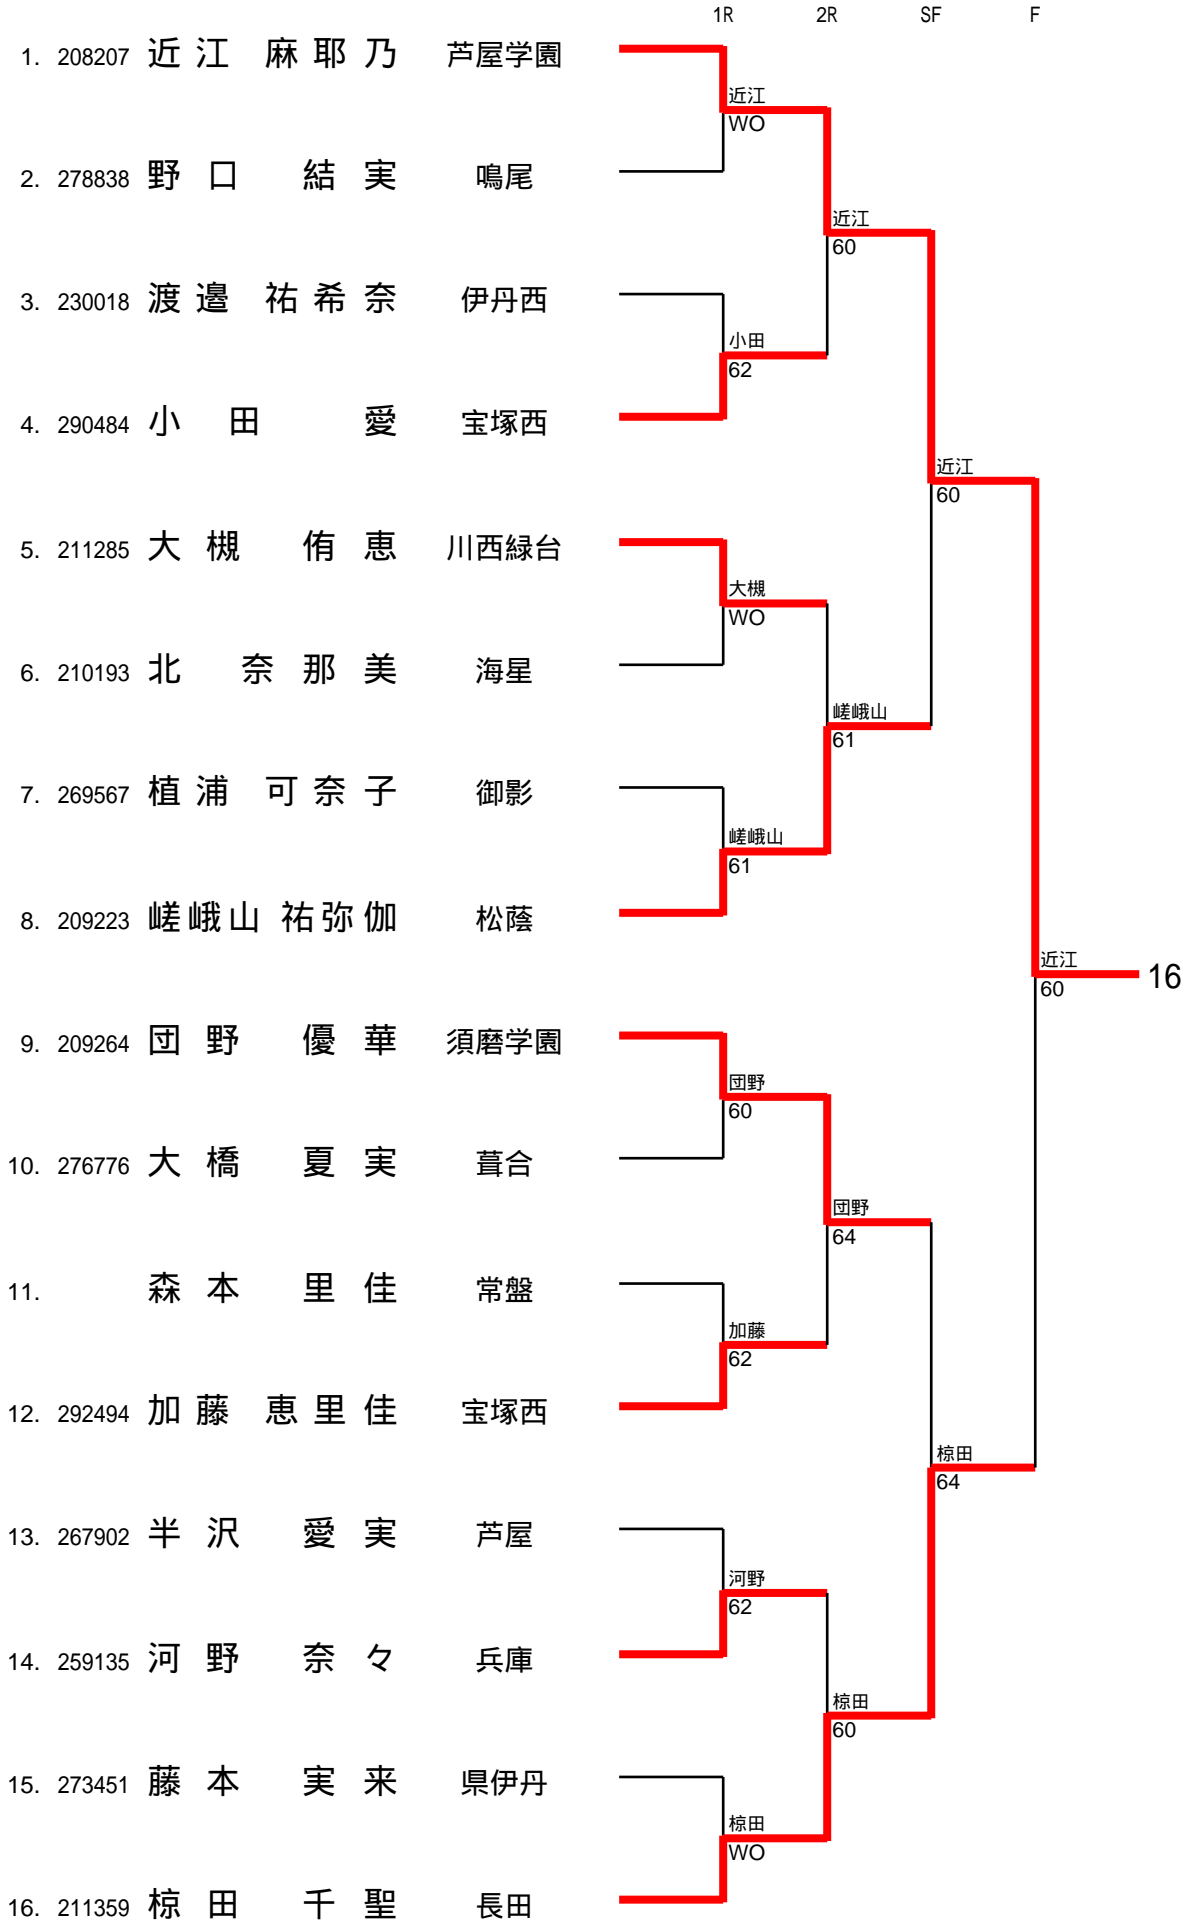 1R 2R SF F
1. 208207 近江 麻耶乃 芦屋学園
近江
WO
2. 278838 野口 結実 鳴尾
近江
60
3. 230018 渡邉 祐希奈 伊丹西
小田
62
4. 290484 小田 愛 宝塚西
近江
60
5. 211285 大槻 侑恵 川西緑台
大槻
WO
6. 210193 北 奈那美 海星
嵯峨山
61
7. 269567 植浦 可奈子 御影
嵯峨山
61
8. 209223 嵯峨山 祐弥伽 松蔭
近江
60
16
9. 209264 団野 優華 須磨学園
団野
60
10. 276776 大橋 夏実 葺合
団野
64
11. 森本 里佳 常盤
加藤
62
12. 292494 加藤 恵里佳 宝塚西
椋田
64
13. 267902 半沢 愛実 芦屋
河野
62
14. 259135 河野 奈々 兵庫
椋田
60
15. 273451 藤本 実来 県伊丹
椋田
WO
16. 211359 椋田 千聖 長田